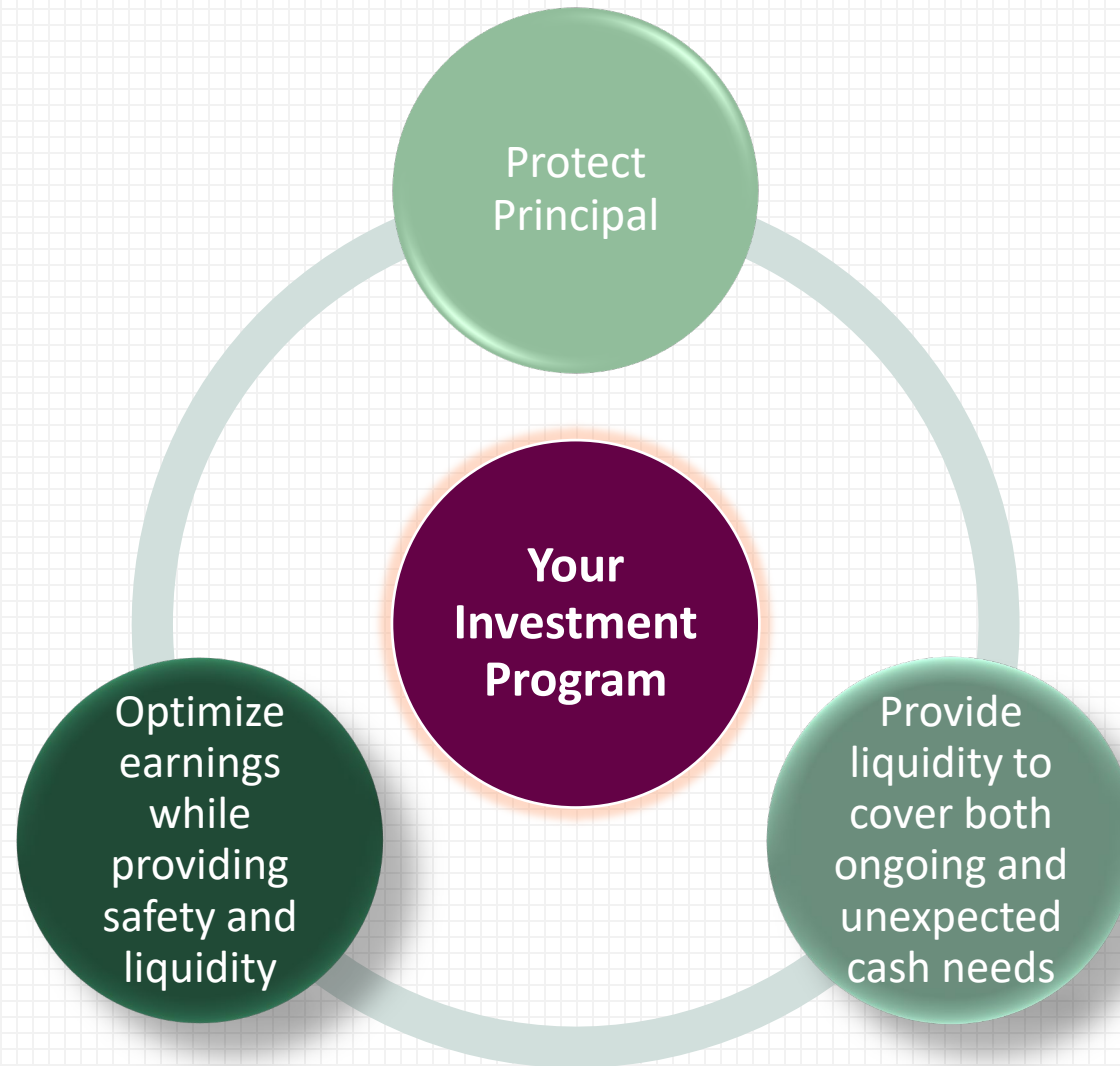 Protect
Principal
Your
Investment
Program
Optimize
earnings
while
providing
safety and
liquidity
Provide
liquidity to
cover both
ongoing and
unexpected
cash needs